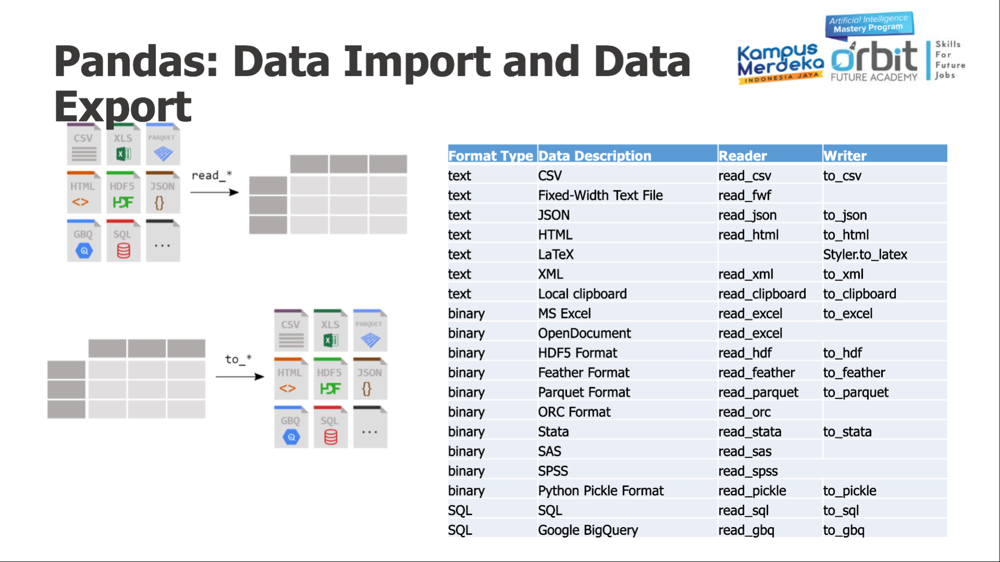 Artificial Intelligence
Mastery Program
Pandas: Data Import and Data
Export
Kampus
Merdeka
INDONESIA JAYA
orbit
FUTURE ACADEMY
Skills
For
Future
Jobs
CSV XLS PARQUET
HTML HDF5 JSON
<> HDF {}
GBQ SQL ...
read_*
to_*
CSV XLS PARQUET
HTML HDF5 JSON
<> HDF {}
GBQ SQL ...
Format Type Data Description Reader Writer
text CSV read_csv to_csv
text Fixed-Width Text File read_fwf
text JSON read_json to_json
text HTML read_html to_html
text LaTeX Styler.to_latex
text XML read_xml to_xml
text Local clipboard read_clipboard to_clipboard
binary MS Excel read_excel to_excel
binary OpenDocument read_excel
binary HDF5 Format read_hdf to_hdf
binary Feather Format read_feather to_feather
binary Parquet Format read_parquet to_parquet
binary ORC Format read_orc
binary Stata read_stata to_stata
binary SAS read_sas
binary SPSS read_spss
binary Python Pickle Format read_pickle to_pickle
SQL SQL read_sql to_sql
SQL Google BigQuery read_gbq to_gbq